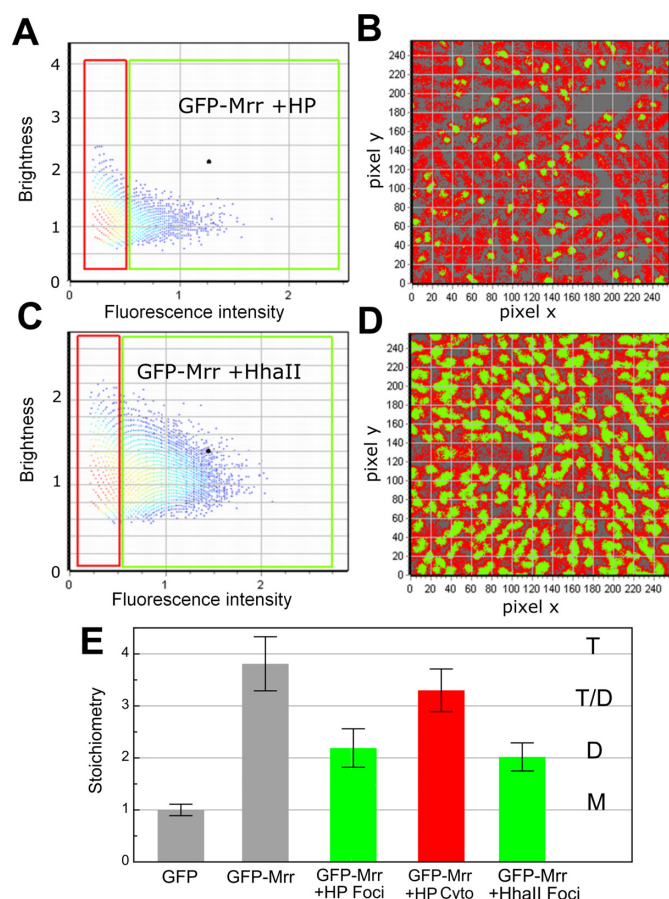 A
B
4
3
2
1
0
Brightness
GFP-Mrr +HP
0
1
2
Fluorescence intensity
240
220
200
180
160
140
120
100
80
60
40
20
0
pixel y
0 20 40 60 80 100 120 140 160 180 200 220 240
pixel x
C
D
2
1
0
Brightness
GFP-Mrr +HhaII
0
1
2
Fluorescence intensity
240
220
200
180
160
140
120
100
80
60
40
20
0
pixel y
0 20 40 60 80 100 120 140 160 180 200 220 240
pixel x
E
4
3
2
1
0
Stoichiometry
T
T/D
D
M
GFP
GFP-Mrr
GFP-Mrr
+HP Foci
GFP-Mrr
+HP Cyto
GFP-Mrr
+HhaII Foci